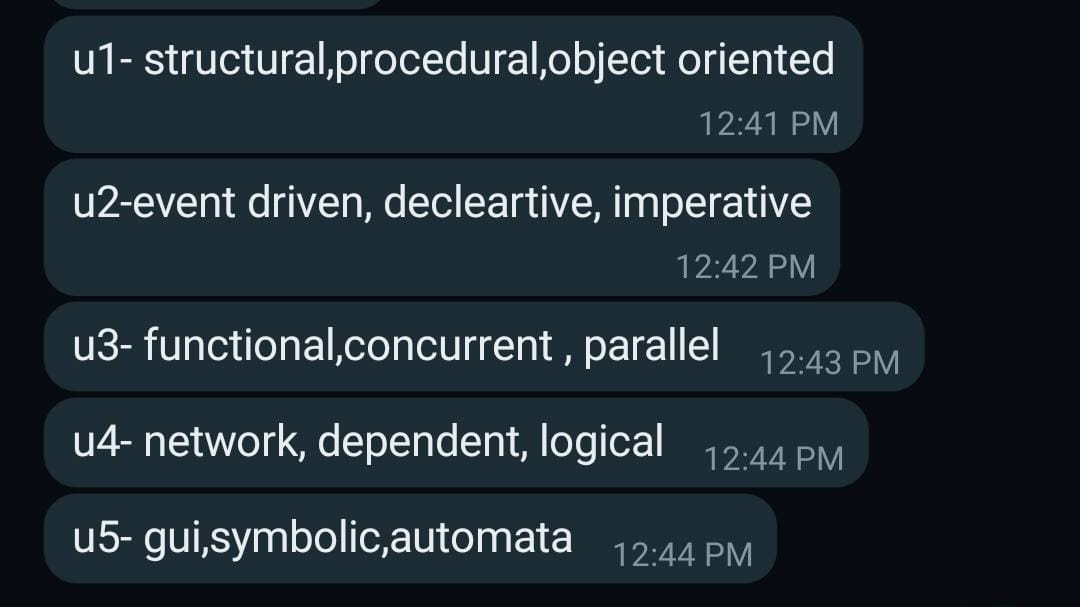 u1- structural,procedural,object oriented
12:41 PM
u2-event driven, decleartive, imperative
12:42 PM
u3- functional,concurrent , parallel 12:43 PM
u4- network, dependent, logical 12:44 PM
u5- gui,symbolic,automata 12:44 PM